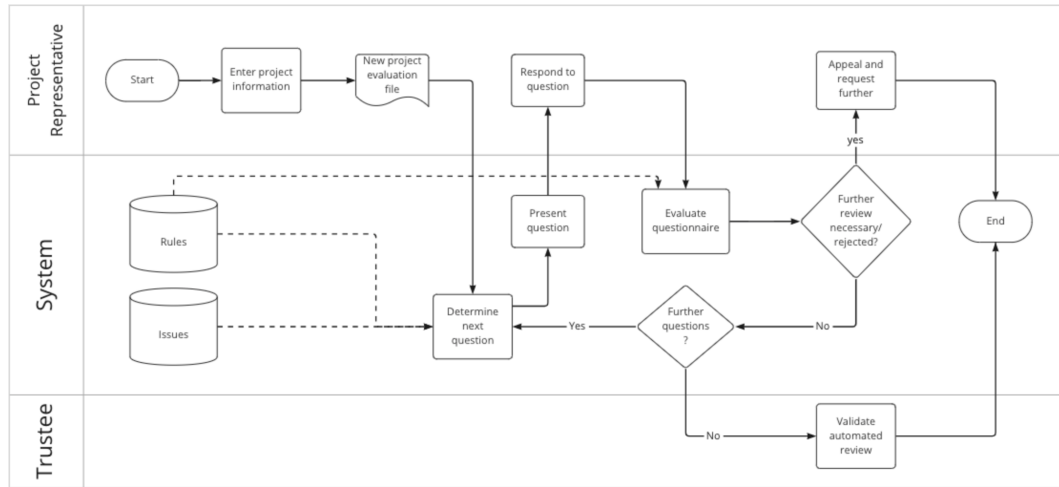 Project
Representative
Start
Enter project
information
New project
evaluation
file
Respond to
question
Appeal and
request
further
yes
System
Rules
Issues
Present
question
Determine
next
question
Evaluate
questionnaire
Further
review
necessary/
rejected?
End
Yes
Further
questions
?
No
Trustee
No
Validate
automated
review